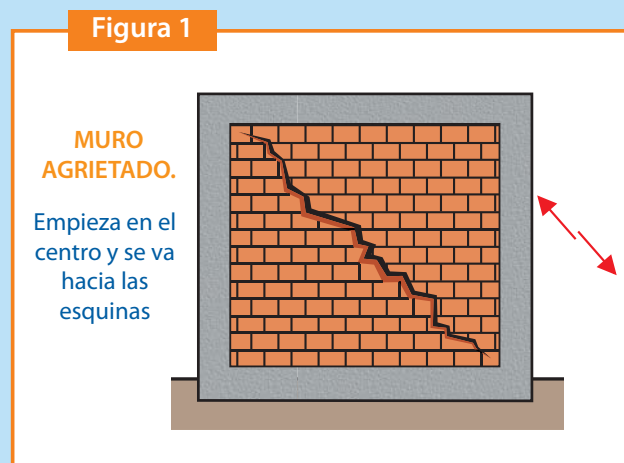 Figura 1
MURO
AGRIETADO.
Empieza en el
centro y se va
hacia las
esquinas